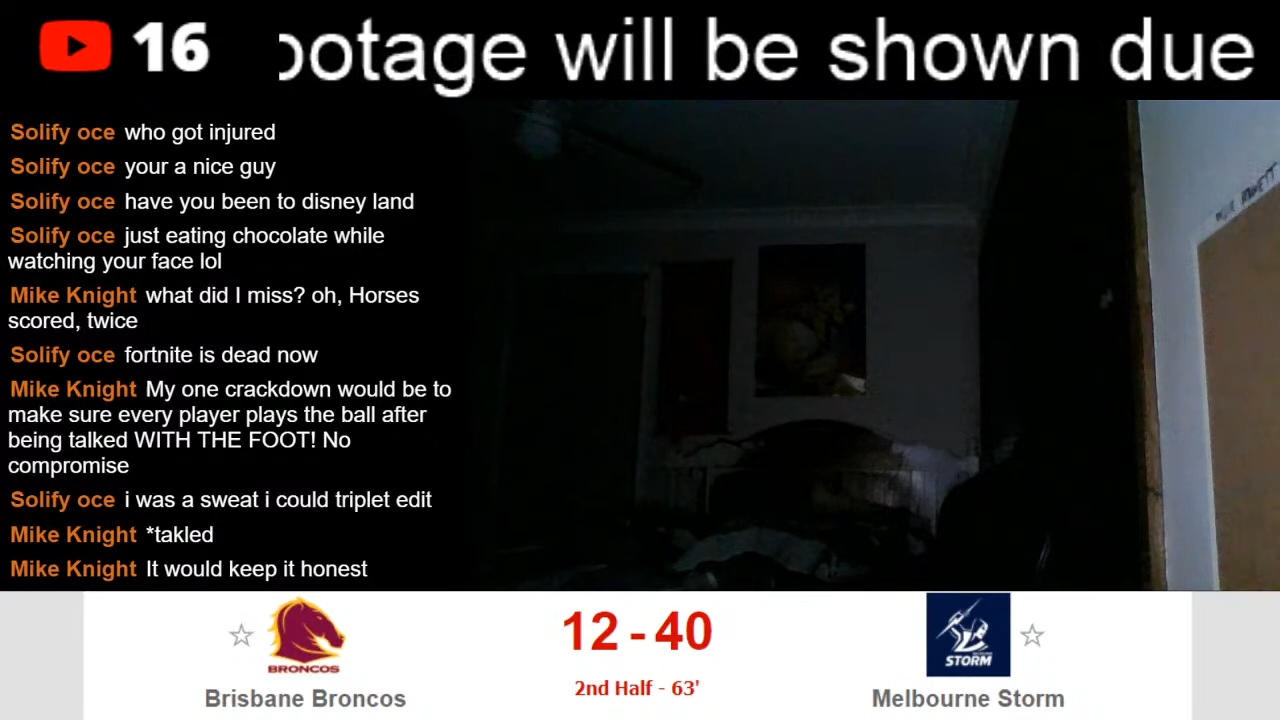 16
ootage will be shown due
Solify oce who got injured
Solify oce your a nice guy
Solify oce have you been to disney land
Solify oce just eating chocolate while
watching your face lol
Mike Knight what did I miss? oh, Horses
scored, twice
Solify oce fortnite is dead now
Mike Knight My one crackdown would be to
make sure every player plays the ball after
being talked WITH THE FOOT! No
compromise
Solify oce i was a sweat i could triplet edit
Mike Knight *takled
Mike Knight It would keep it honest
BRONCOS
12 - 40
STORM
Brisbane Broncos
2nd Half - 63'
Melbourne Storm